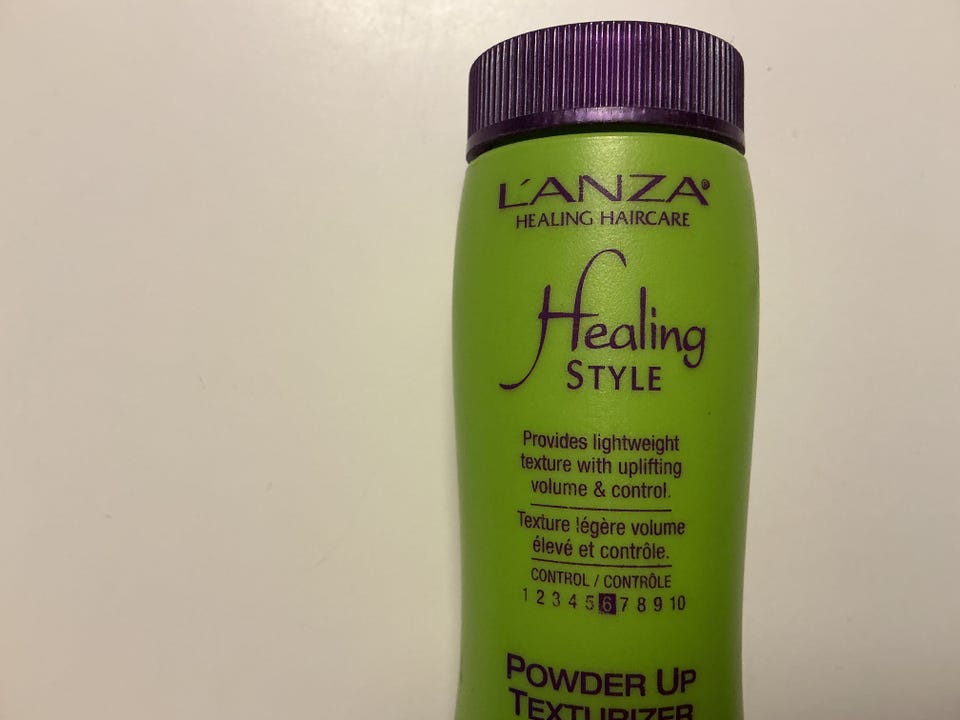 L'ANZA®
HEALING HAIRCARE
Healing
STYLE
Provides lightweight
texture with uplifting
volume & control.
Texture légère volume
élevé et contrôle.
CONTROL / CONTRÔLE
1 2 3 4 5 6 7 8 9 10
POWDER UP
TEXTURIZER